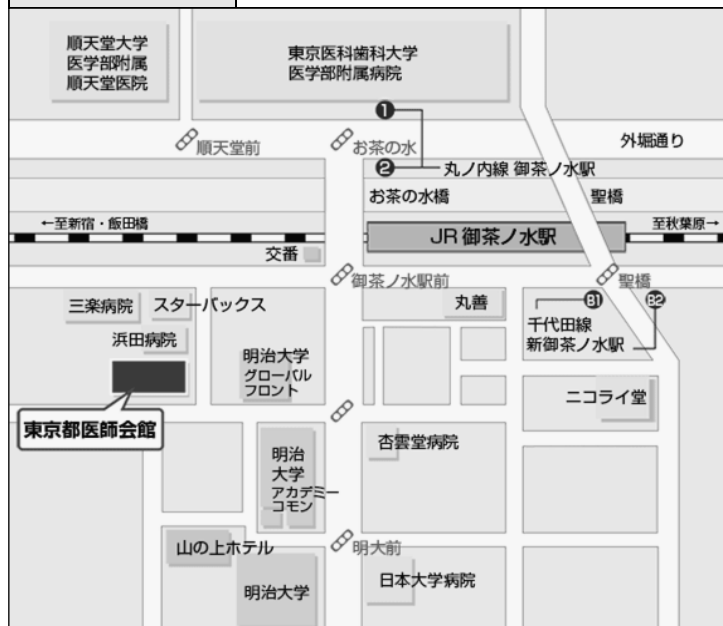 順天堂大学
医学部附属
順天堂医院
東京医科歯科大学
医学部附属病院
1
順天堂前
お茶の水
外堀通り
2
丸ノ内線 御茶ノ水駅
お茶の水橋
聖橋
←至新宿・飯田橋
JR 御茶ノ水駅
至秋葉原→
交番
御茶ノ水駅前
聖橋
三楽病院
スターバックス
丸善
B1
B2
千代田線
新御茶ノ水駅
浜田病院
明治大学
グローバル
フロント
ニコライ堂
東京都医師会館
明治
大学
アカデミー
コモン
杏雲堂病院
山の上ホテル
明大前
明治大学
日本大学病院